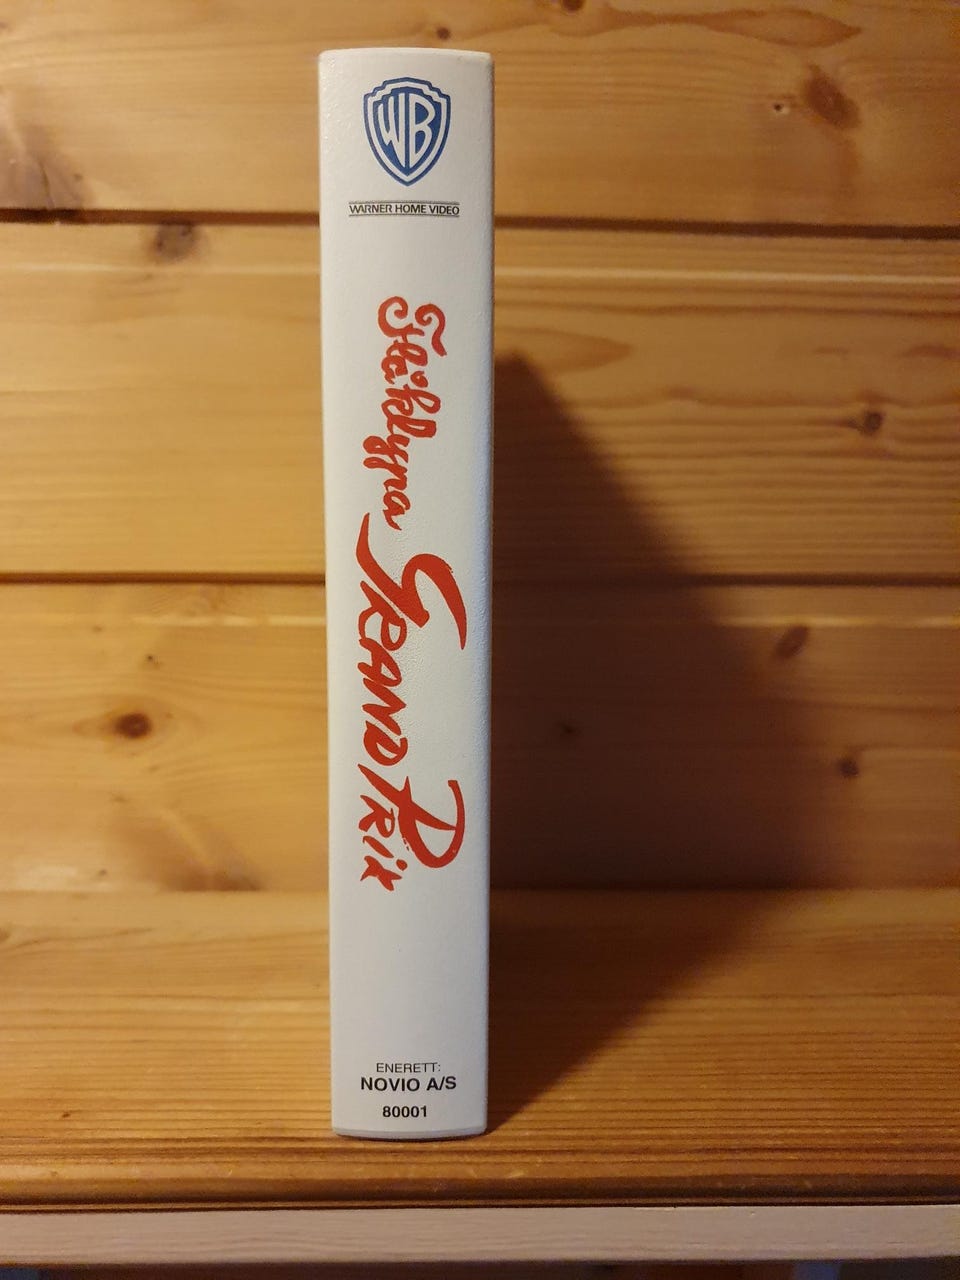 WB
WARNER HOME VIDEO
Flåklypa GRAND PRIX
ENERETT:
NOVIO A/S
80001